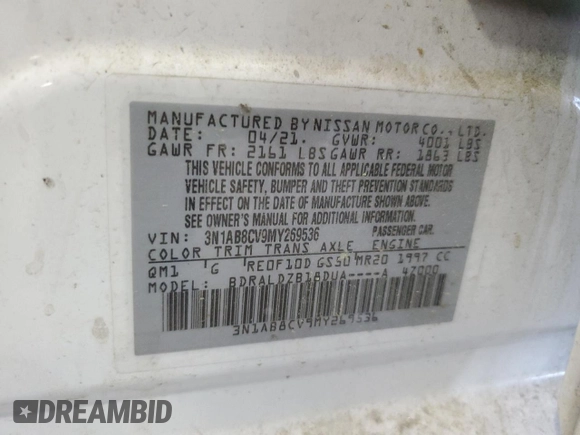 MANUFACTURED BY NISSAN MOTOR CO., LTD.
DATE: 04/21. GVWR: 4001 LBS
GAWR FR: 2161 LBS GAWR RR: 1863 LBS
THIS VEHICLE CONFORMS TO ALL APPLICABLE FEDERAL MOTOR
VEHICLE SAFETY, BUMPER AND THEFT PREVENTION STANDARDS
IN EFFECT ON THE DATE OF MANUFACTURE SHOWN ABOVE.
SEE OWNER'S MANUAL FOR ADDITIONAL INFORMATION
VIN: 3N1AB8CV9MY269536 PASSENGER CAR.
COLOR TRIM TRANS AXLE ENGINE
QM1 'G RE0F10D GS50 MR20 1997 CC
MODEL: BDRALDZB18DUA----A 47000
3N1AB8CV9MY269536
DREAMBID